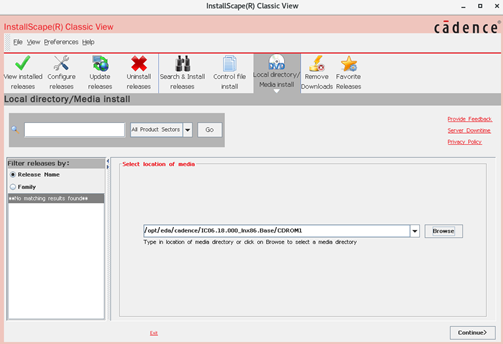 InstallScape(R) Classic View
InstallScape(R) Classic View
cādence®
File View Preferences Help
View installed releases
Configure releases
Update releases
Uninstall releases
Search & Install releases
Control file install
Local directory/ Media install
Remove Downloads
Favorite Releases
Local directory/Media install
All Product Sectors
Go
Provide Feedback
Server Downtime
Privacy Policy
Filter releases by:
Release Name
Family
**No matching results found**
Select location of media
/opt/eda/cadence/IC06.18.000_lnx86.Base/CDROM1
Browse
Type in location of media directory or click on Browse to select a media directory
Exit
Continue>